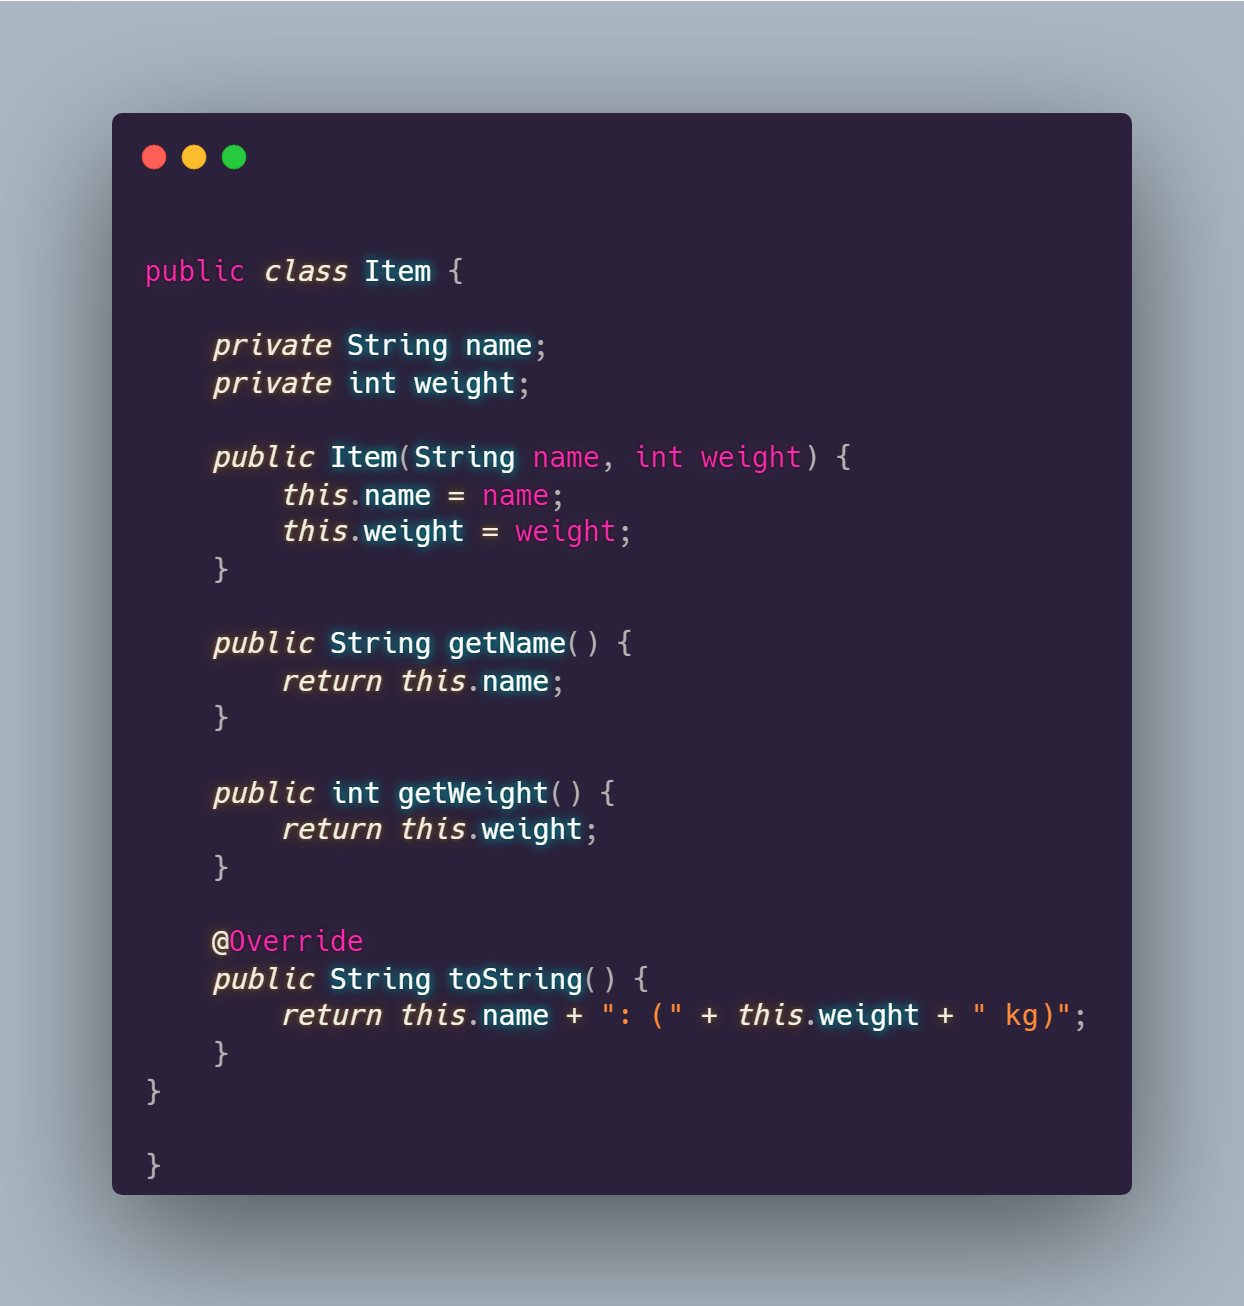 public class Item {
    private String name;
    private int weight;
    public Item(String name, int weight) {
        this.name = name;
        this.weight = weight;
    }
    public String getName() {
        return this.name;
    }
    public int getWeight() {
        return this.weight;
    }
    @Override
    public String toString() {
        return this.name + ": (" + this.weight + " kg)";
    }
}
}